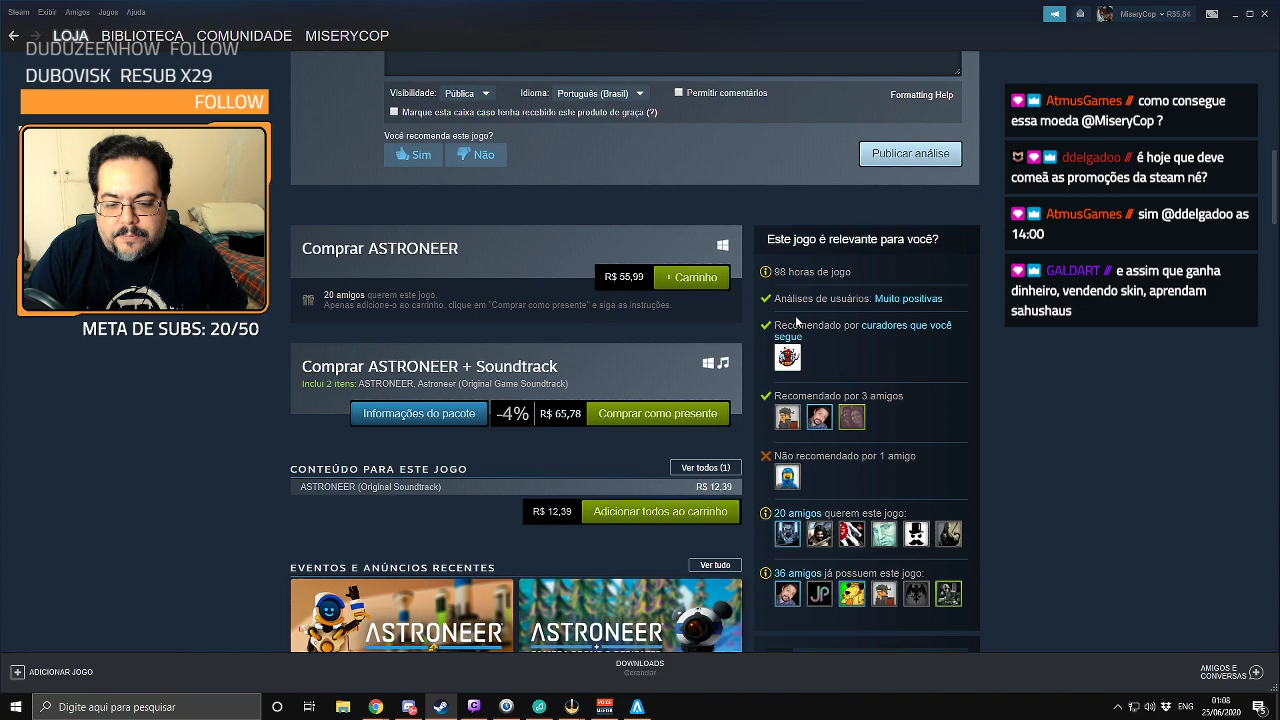 Steam Exibir Amigos Jogos Ajuda
MiseryCop R$5,84
LOJA BIBLIOTECA COMUNIDADE MISERYCOP
DUDUZEENHOW FOLLOW
DUBOVISK RESUB X29
FOLLOW
META DE SUBS: 20/50
Visibilidade: Pública Idioma: Português (Brasil) Permitir comentários Formatting Help
Marque esta caixa caso tenha recebido este produto de graça (?)
Você recomenda este jogo?
Sim Não Publicar análise
Comprar ASTRONEER
R$ 55,99 + Carrinho
20 amigos querem este jogo.
Apenas adicione-o ao carrinho, clique em "Comprar como presente" e siga as instruções.
Comprar ASTRONEER + Soundtrack
Inclui 2 itens: ASTRONEER, Astroneer (Original Game Soundtrack)
Informações do pacote -4% R$ 65,78 Comprar como presente
CONTEÚDO PARA ESTE JOGO Ver todos (1)
ASTRONEER (Original Soundtrack) R$ 12,39
R$ 12,39 Adicionar todos ao carrinho
EVENTOS E ANÚNCIOS RECENTES Ver tudo
ASTRONEER ASTRONEER
Este jogo é relevante para você?
98 horas de jogo
Análises de usuários: Muito positivas
Recomendado por curadores que você
segue
Recomendado por 3 amigos
Não recomendado por 1 amigo
20 amigos querem este jogo:
36 amigos já possuem este jogo:
JP
AtmusGames // como consegue
essa moeda @MiseryCop ?
ddelgadoo // é hoje que deve
comeã as promoções da steam né?
AtmusGames // sim @ddelgadoo as
14:00
GALDART // e assim que ganha
dinheiro, vendendo skin, aprendam
sahushaus
ADICIONAR JOGO
DOWNLOADS
Gerenciar
AMIGOS E
CONVERSAS
Digite aqui para pesquisar
ENG
01:08
25/06/2020